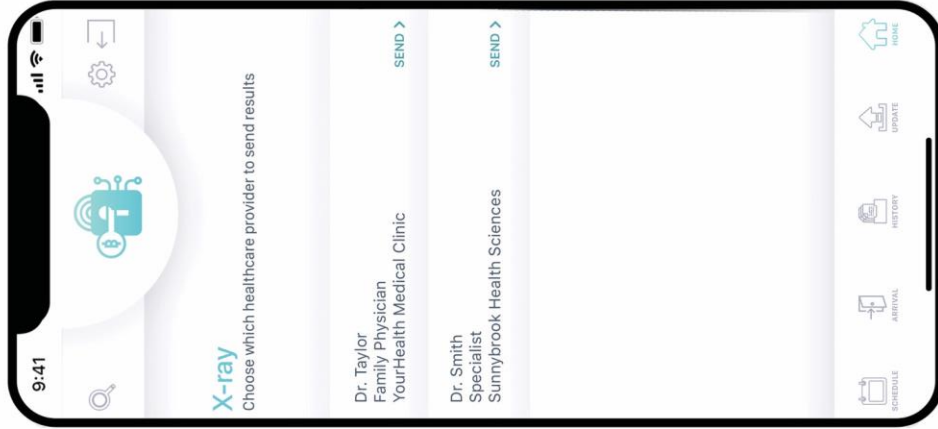 9:41
X-ray
Choose which healthcare provider to send results
Dr. Taylor
Family Physician
YourHealth Medical Clinic
SEND >
Dr. Smith
Specialist
Sunnybrook Health Sciences
SEND >
SCHEDULE
ARRIVAL
HISTORY
UPDATE
HOME